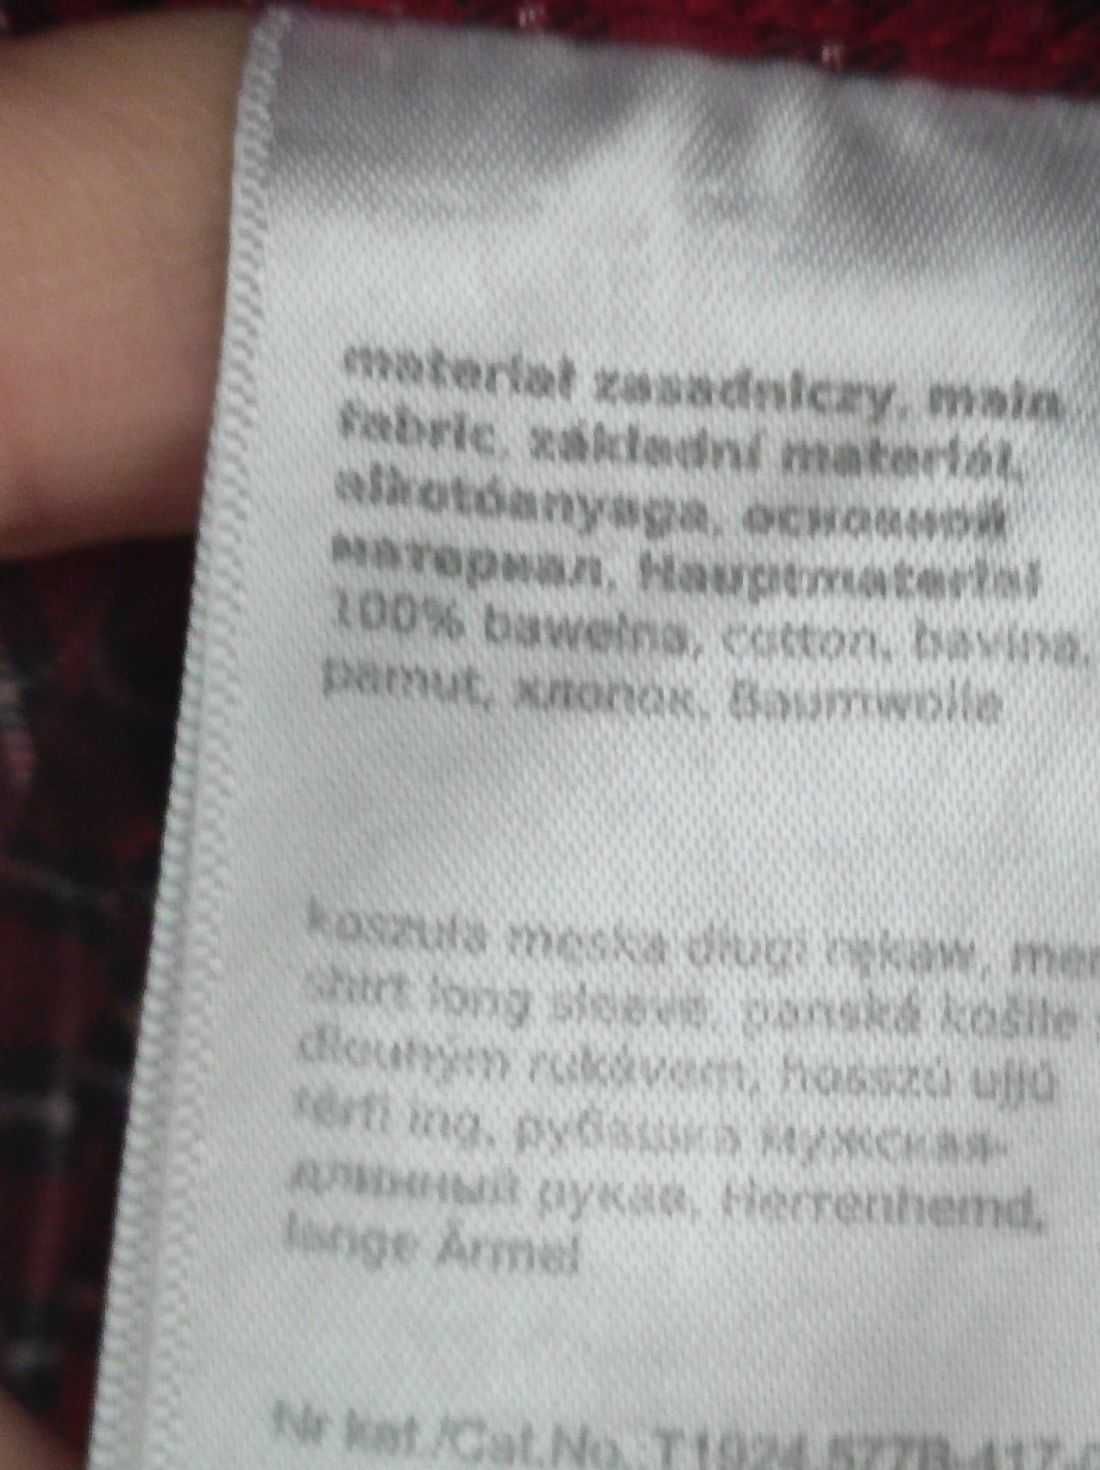 materiał zasadniczy, main
fabric, základní materiál,
alkotóanyaga, основной
материал, Hauptmaterial
100% bawełna, cotton, bavlna,
pamut, хлопок, Baumwolle
koszula męska długi rękaw, men
shirt long sleeve, panská košile
dlouhým rukávem, hosszú ujjú
férfi ing, рубашка мужская-
длинный рукав, Herrenhemd,
lange Ärmel
Nr kat./Cat.No.